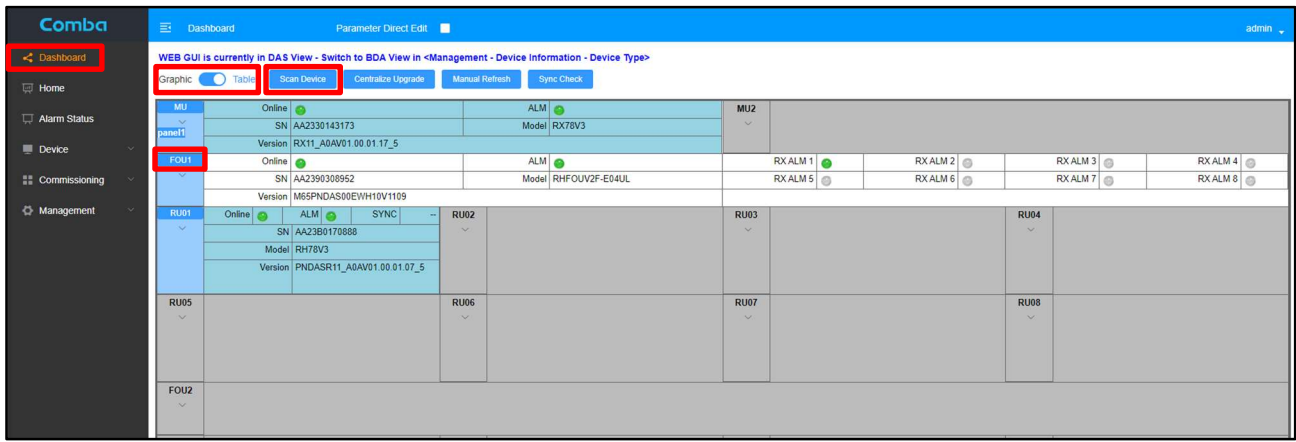 Comba
Dashboard Parameter Direct Edit admin
Dashboard
Home
Alarm Status
Device
Commissioning
Management
WEB GUI is currently in DAS View - Switch to BDA View in <Management - Device Information - Device Type>
Graphic Table Scan Device Centralize Upgrade Manual Refresh Sync Check
MU Online ALM MU2
panel1 SN AA2330143173 Model RX78V3
Version RX11_A0AV01.00.01.17_5
FOU1 Online ALM RX ALM 1 RX ALM 2 RX ALM 3 RX ALM 4
SN AA2390308952 Model RHFOUV2F-E04UL RX ALM 5 RX ALM 6 RX ALM 7 RX ALM 8
Version M65PNDAS00EWH10V1109
RU01 Online ALM SYNC -- RU02 RU03 RU04
SN AA23B0170888
Model RH78V3
Version PNDASR11_A0AV01.00.01.07_5
RU05 RU06 RU07 RU08
FOU2